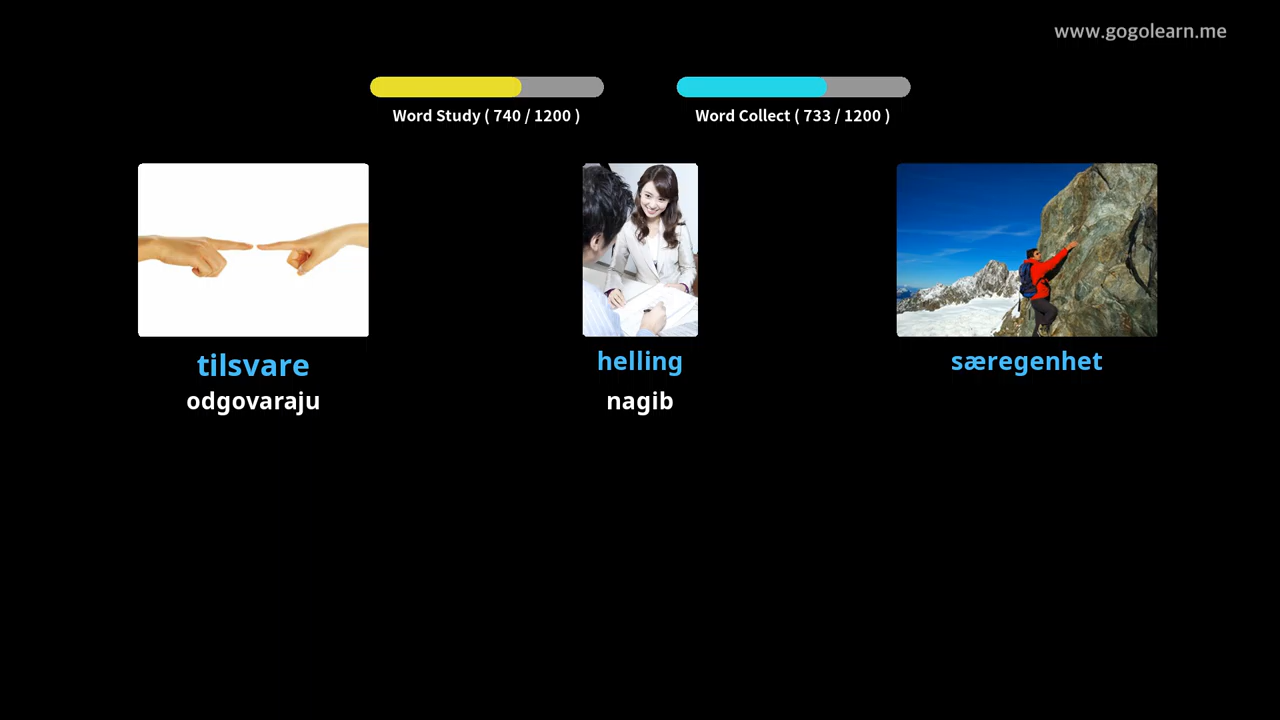 www.gogolearn.me
Word Study ( 740 / 1200 )
Word Collect ( 733 / 1200 )
tilsvare
helling
særegenhet
odgovaraju
nagib